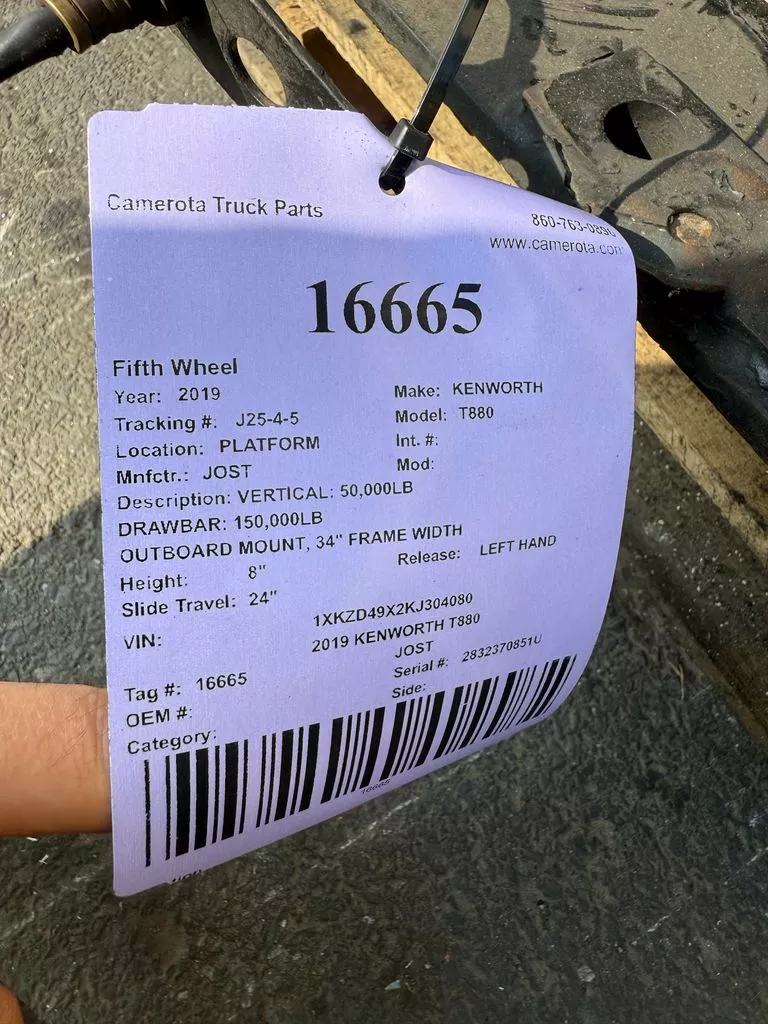 Camerota Truck Parts
www.camerota.com
16665
Fifth Wheel
Year: 2019 Make: KENWORTH
Tracking #: J25-4-5 Model: T880
Location: PLATFORM Int. #:
Mnfctr.: JOST Mod:
Description: VERTICAL: 50,000LB
DRAWBAR: 150,000LB
OUTBOARD MOUNT, 34" FRAME WIDTH
Height: 8" Release: LEFT HAND
Slide Travel: 24"
VIN: 1XKZD49X2KJ304080
2019 KENWORTH T880
JOST
Tag #: 16665 Serial #: 2832370851U
OEM #: Side:
Category:
16665